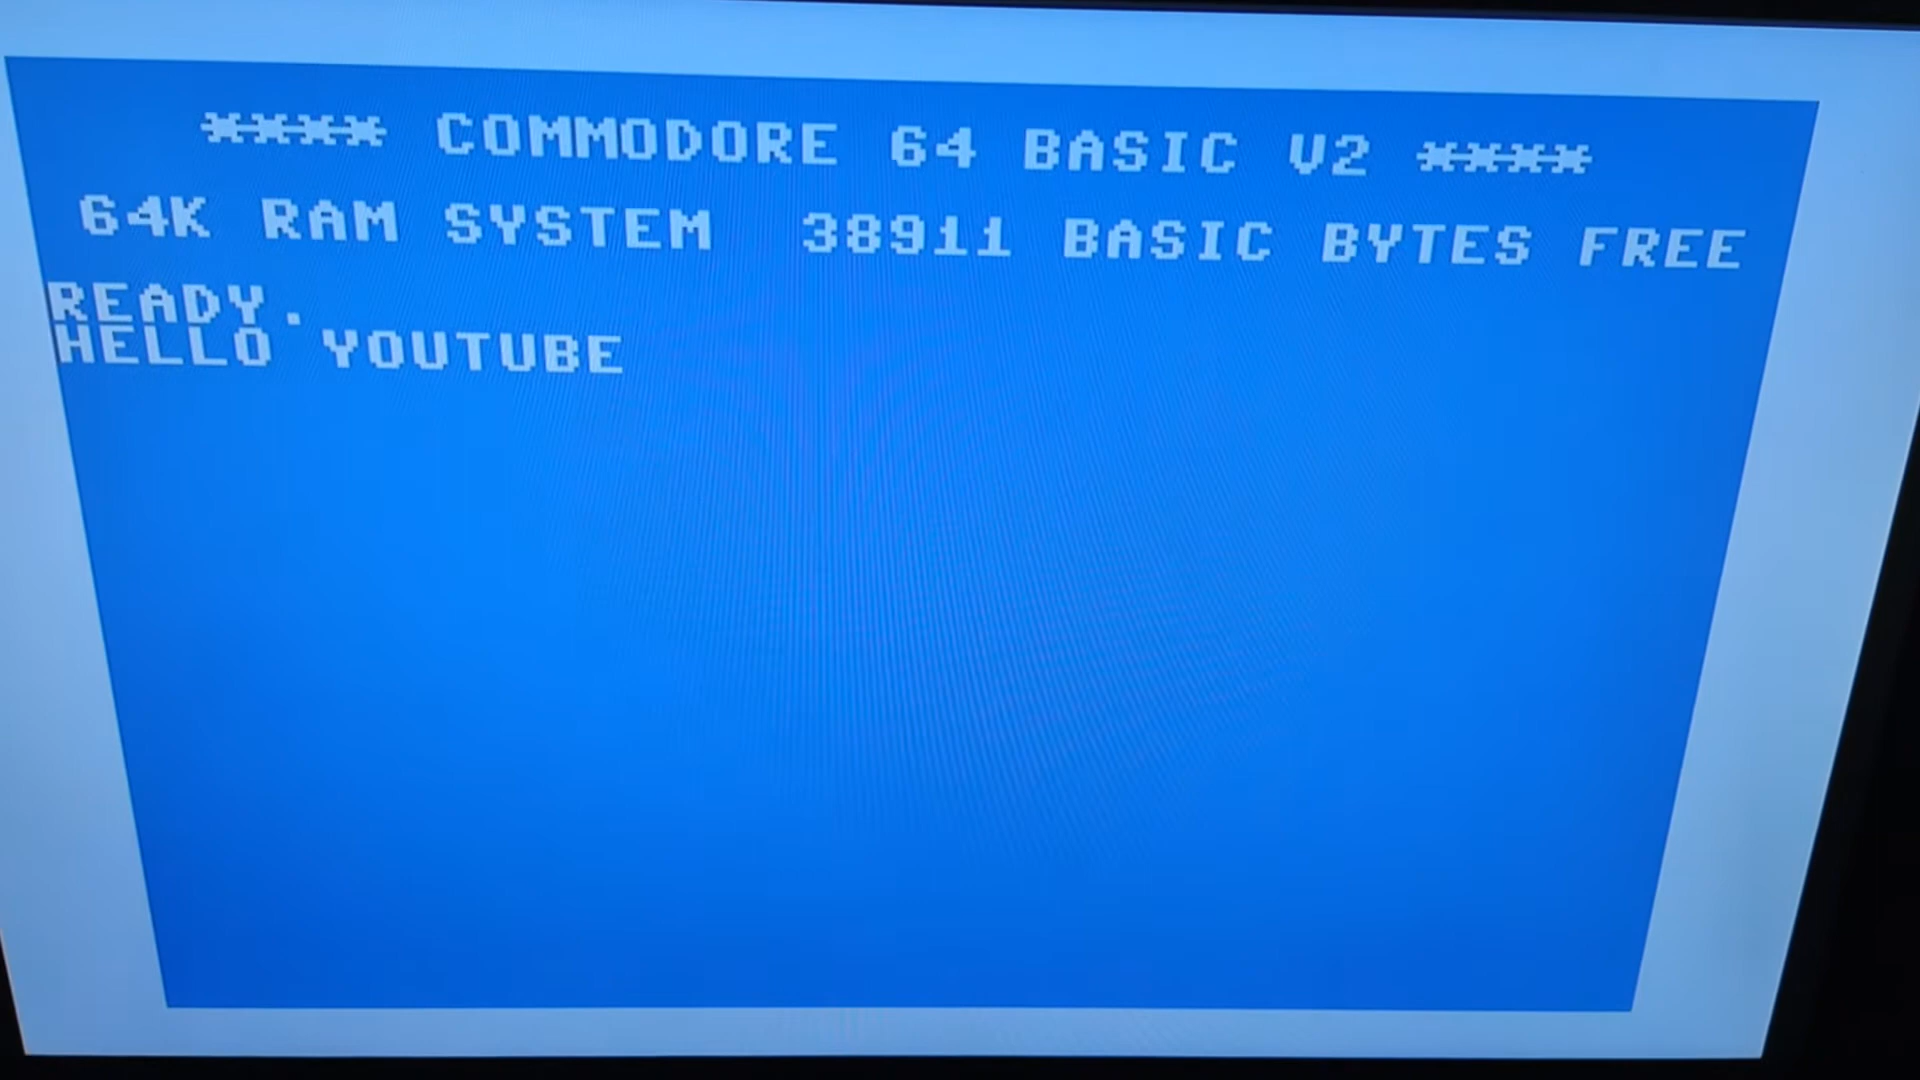 **** COMMODORE 64 BASIC V2 ****
64K RAM SYSTEM  38911 BASIC BYTES FREE
READY.
HELLO YOUTUBE